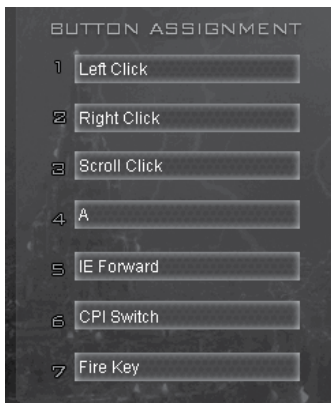 BUTTON ASSIGNMENT
1 Left Click
2 Right Click
3 Scroll Click
4 A
5 IE Forward
6 CPI Switch
7 Fire Key